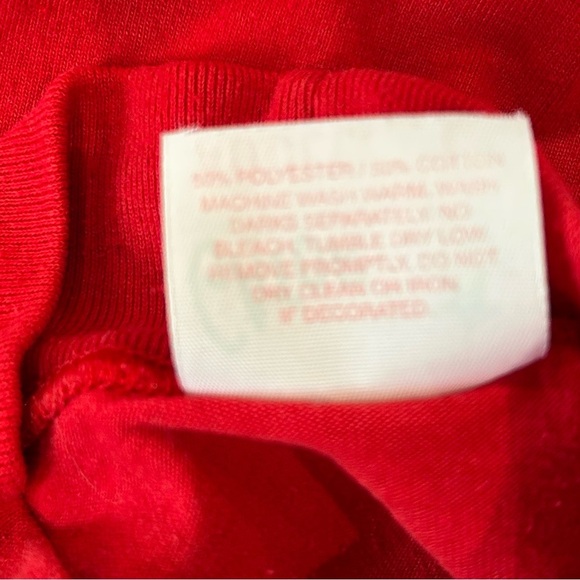 50% POLYESTER / 50% COTTON
MACHINE WASH WARM. WASH
DARKS SEPARATELY. NO
BLEACH. TUMBLE DRY LOW.
REMOVE PROMPTLY. DO NOT
DRY CLEAN OR IRON
IF DECORATED.